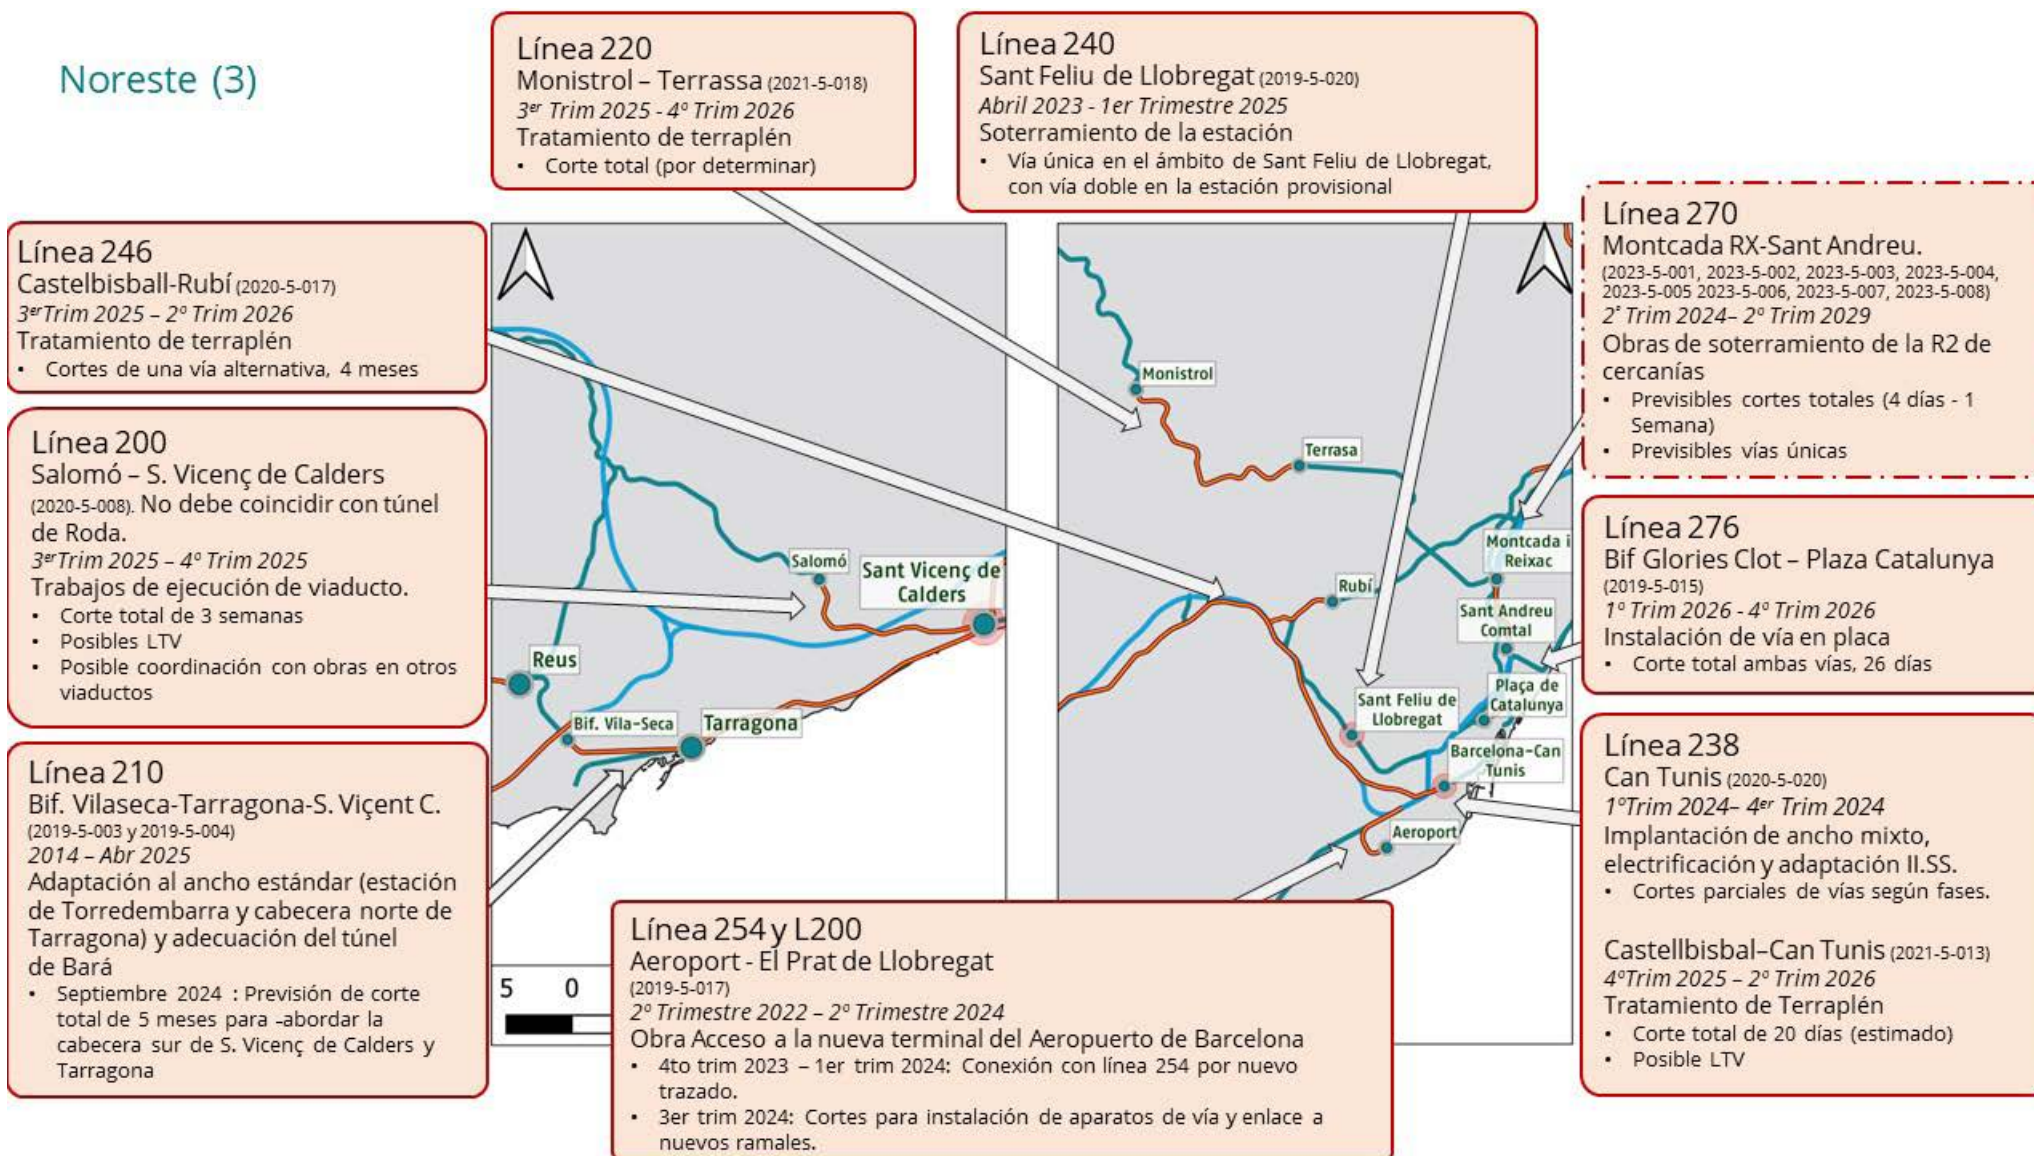 Noreste (3)
Línea 220
Monistrol – Terrassa (2021-5-018)
3er Trim 2025 - 4º Trim 2026
Tratamiento de terraplén
• Corte total (por determinar)
Línea 240
Sant Feliu de Llobregat (2019-5-020)
Abril 2023 - 1er Trimestre 2025
Soterramiento de la estación
• Vía única en el ámbito de Sant Feliu de Llobregat,
con vía doble en la estación provisional
Línea 246
Castelbisball-Rubí (2020-5-017)
3erTrim 2025 – 2º Trim 2026
Tratamiento de terraplén
• Cortes de una vía alternativa, 4 meses
Línea 200
Salomó – S. Vicenç de Calders
(2020-5-008). No debe coincidir con túnel
de Roda.
3erTrim 2025 – 4º Trim 2025
Trabajos de ejecución de viaducto.
• Corte total de 3 semanas
• Posibles LTV
• Posible coordinación con obras en otros
viaductos
Línea 210
Bif. Vilaseca-Tarragona-S. Viçent C.
(2019-5-003 y 2019-5-004)
2014 – Abr 2025
Adaptación al ancho estándar (estación
de Torredembarra y cabecera norte de
Tarragona) y adecuación del túnel
de Bará
• Septiembre 2024 : Previsión de corte
total de 5 meses para –abordar la
cabecera sur de S. Vicenç de Calders y
Tarragona
Salomó
Sant Vicenç de
Calders
Reus
Bif. Vila-Seca
Tarragona
5 0
Monistrol
Terrasa
Montcada i
Reixac
Rubí
Sant Andreu
Comtal
Sant Feliu de
Llobregat
Plaça de
Catalunya
Barcelona-Can
Tunis
Aeroport
Línea 254 y L200
Aeroport - El Prat de Llobregat
(2019-5-017)
2º Trimestre 2022 – 2º Trimestre 2024
Obra Acceso a la nueva terminal del Aeropuerto de Barcelona
• 4to trim 2023 – 1er trim 2024: Conexión con línea 254 por nuevo
trazado.
• 3er trim 2024: Cortes para instalación de aparatos de vía y enlace a
nuevos ramales.
Línea 270
Montcada RX-Sant Andreu.
(2023-5-001, 2023-5-002, 2023-5-003, 2023-5-004,
2023-5-005 2023-5-006, 2023-5-007, 2023-5-008)
2º Trim 2024– 2º Trim 2029
Obras de soterramiento de la R2 de
cercanías
• Previsibles cortes totales (4 días - 1
Semana)
• Previsibles vías únicas
Línea 276
Bif Glories Clot – Plaza Catalunya
(2019-5-015)
1º Trim 2026 - 4º Trim 2026
Instalación de vía en placa
• Corte total ambas vías, 26 días
Línea 238
Can Tunis (2020-5-020)
1ºTrim 2024– 4er Trim 2024
Implantación de ancho mixto,
electrificación y adaptación II.SS.
• Cortes parciales de vías según fases.
Castellbisbal–Can Tunis (2021-5-013)
4ºTrim 2025 – 2º Trim 2026
Tratamiento de Terraplén
• Corte total de 20 días (estimado)
• Posible LTV